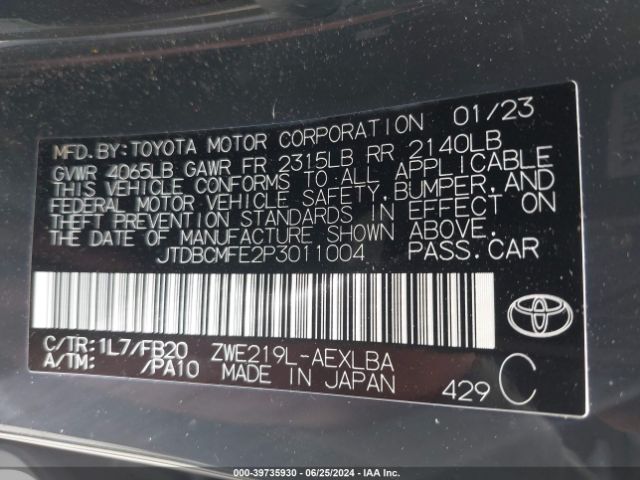 MFD.BY:TOYOTA MOTOR CORPORATION 01/23
GVWR 4065LB GAWR FR 2315LB RR 2140LB
THIS VEHICLE CONFORMS TO ALL APPLICABLE
FEDERAL MOTOR VEHICLE SAFETY,BUMPER,AND
THEFT PREVENTION STANDARDS IN EFFECT ON
THE DATE OF MANUFACTURE SHOWN ABOVE.
JTDBCMFE2P3011004 PASS.CAR
C/TR:1L7/FB20 ZWE219L-AEXLBA
A/TM: /PA10 MADE IN JAPAN 429 C
000-39735930 - 06/25/2024 - IAA Inc.